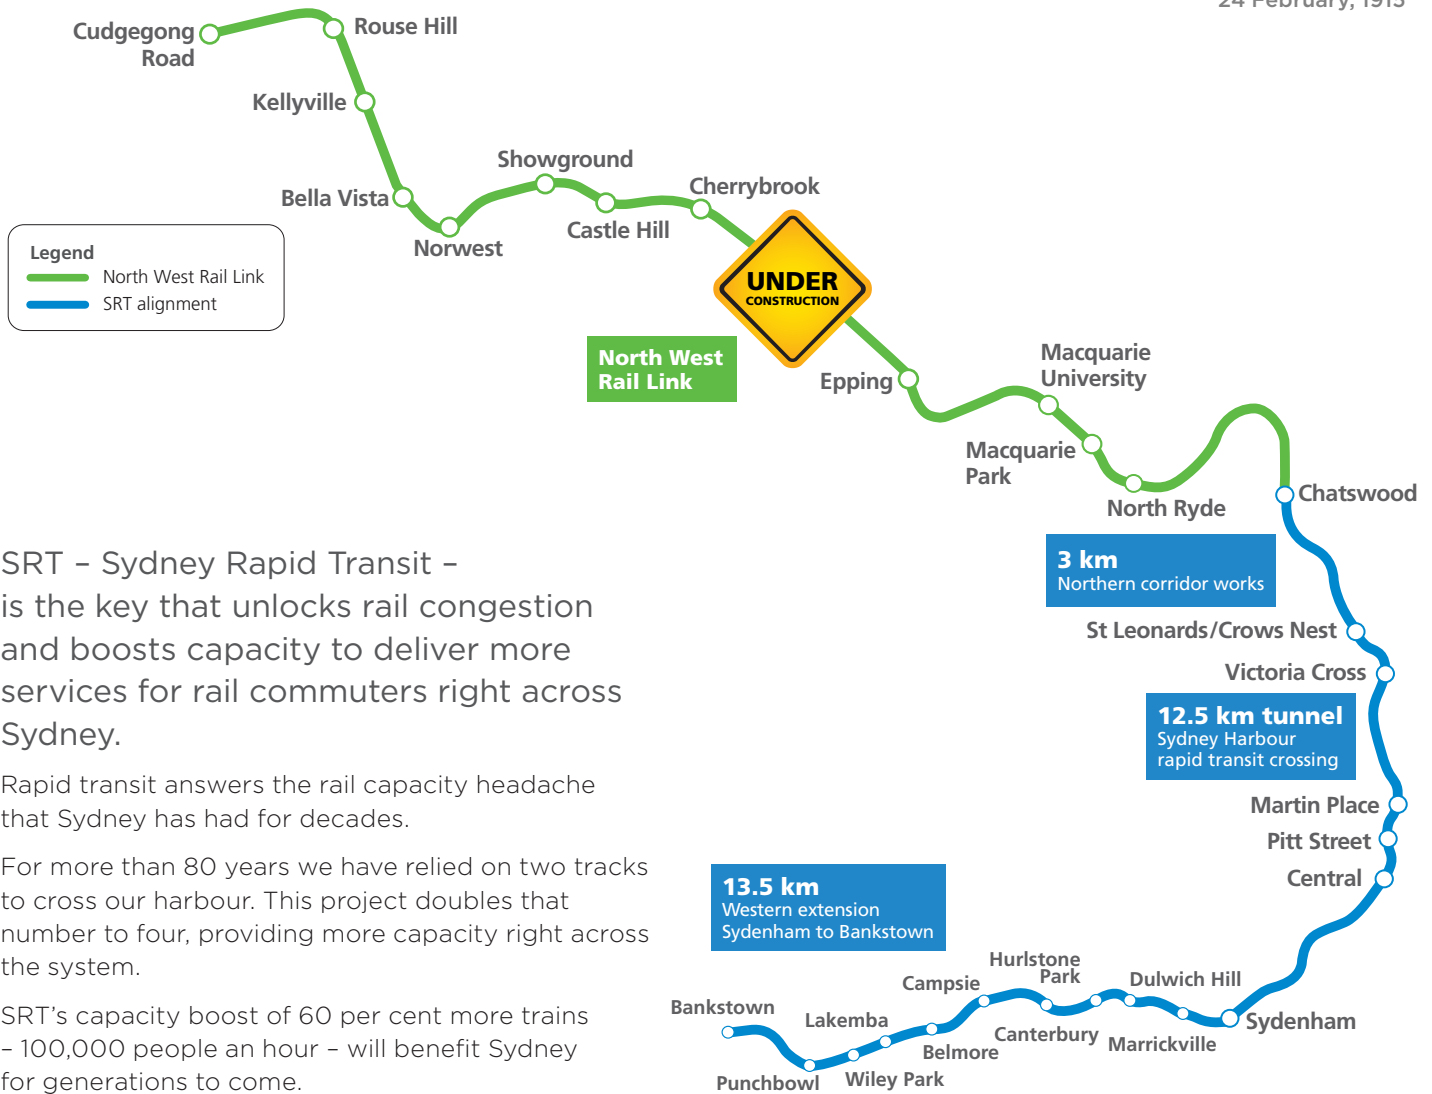 24 February, 1915
Cudgegong
Road
Rouse Hill
Kellyville
Showground
Cherrybrook
Bella Vista
Castle Hill
Norwest
Legend
North West Rail Link
SRT alignment
UNDER
CONSTRUCTION
North West
Rail Link
Epping
Macquarie
University
Macquarie
Park
North Ryde
Chatswood
3 km
Northern corridor works
St Leonards/Crows Nest
Victoria Cross
12.5 km tunnel
Sydney Harbour
rapid transit crossing
Martin Place
Pitt Street
Central
SRT – Sydney Rapid Transit –
is the key that unlocks rail congestion
and boosts capacity to deliver more
services for rail commuters right across
Sydney.
Rapid transit answers the rail capacity headache
that Sydney has had for decades.
For more than 80 years we have relied on two tracks
to cross our harbour. This project doubles that
number to four, providing more capacity right across
the system.
SRT’s capacity boost of 60 per cent more trains
– 100,000 people an hour – will benefit Sydney
for generations to come.
13.5 km
Western extension
Sydenham to Bankstown
Hurlstone
Park
Dulwich Hill
Campsie
Bankstown
Lakemba
Sydenham
Canterbury
Marrickville
Belmore
Wiley Park
Punchbowl